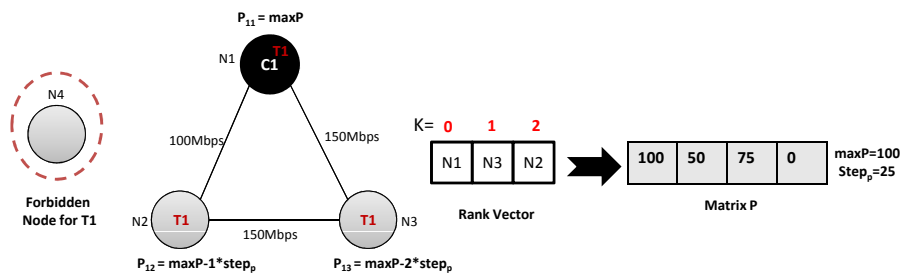 P11 = maxP
N1
T1
C1
N4
100Mbps
150Mbps
Forbidden
Node for T1
N2
T1
150Mbps
T1
N3
P12 = maxP-1*stepp
P13 = maxP-2*stepp
K= 0 1 2
N1 N3 N2
Rank Vector
100 50 75 0
Matrix P
maxP=100
Stepp=25